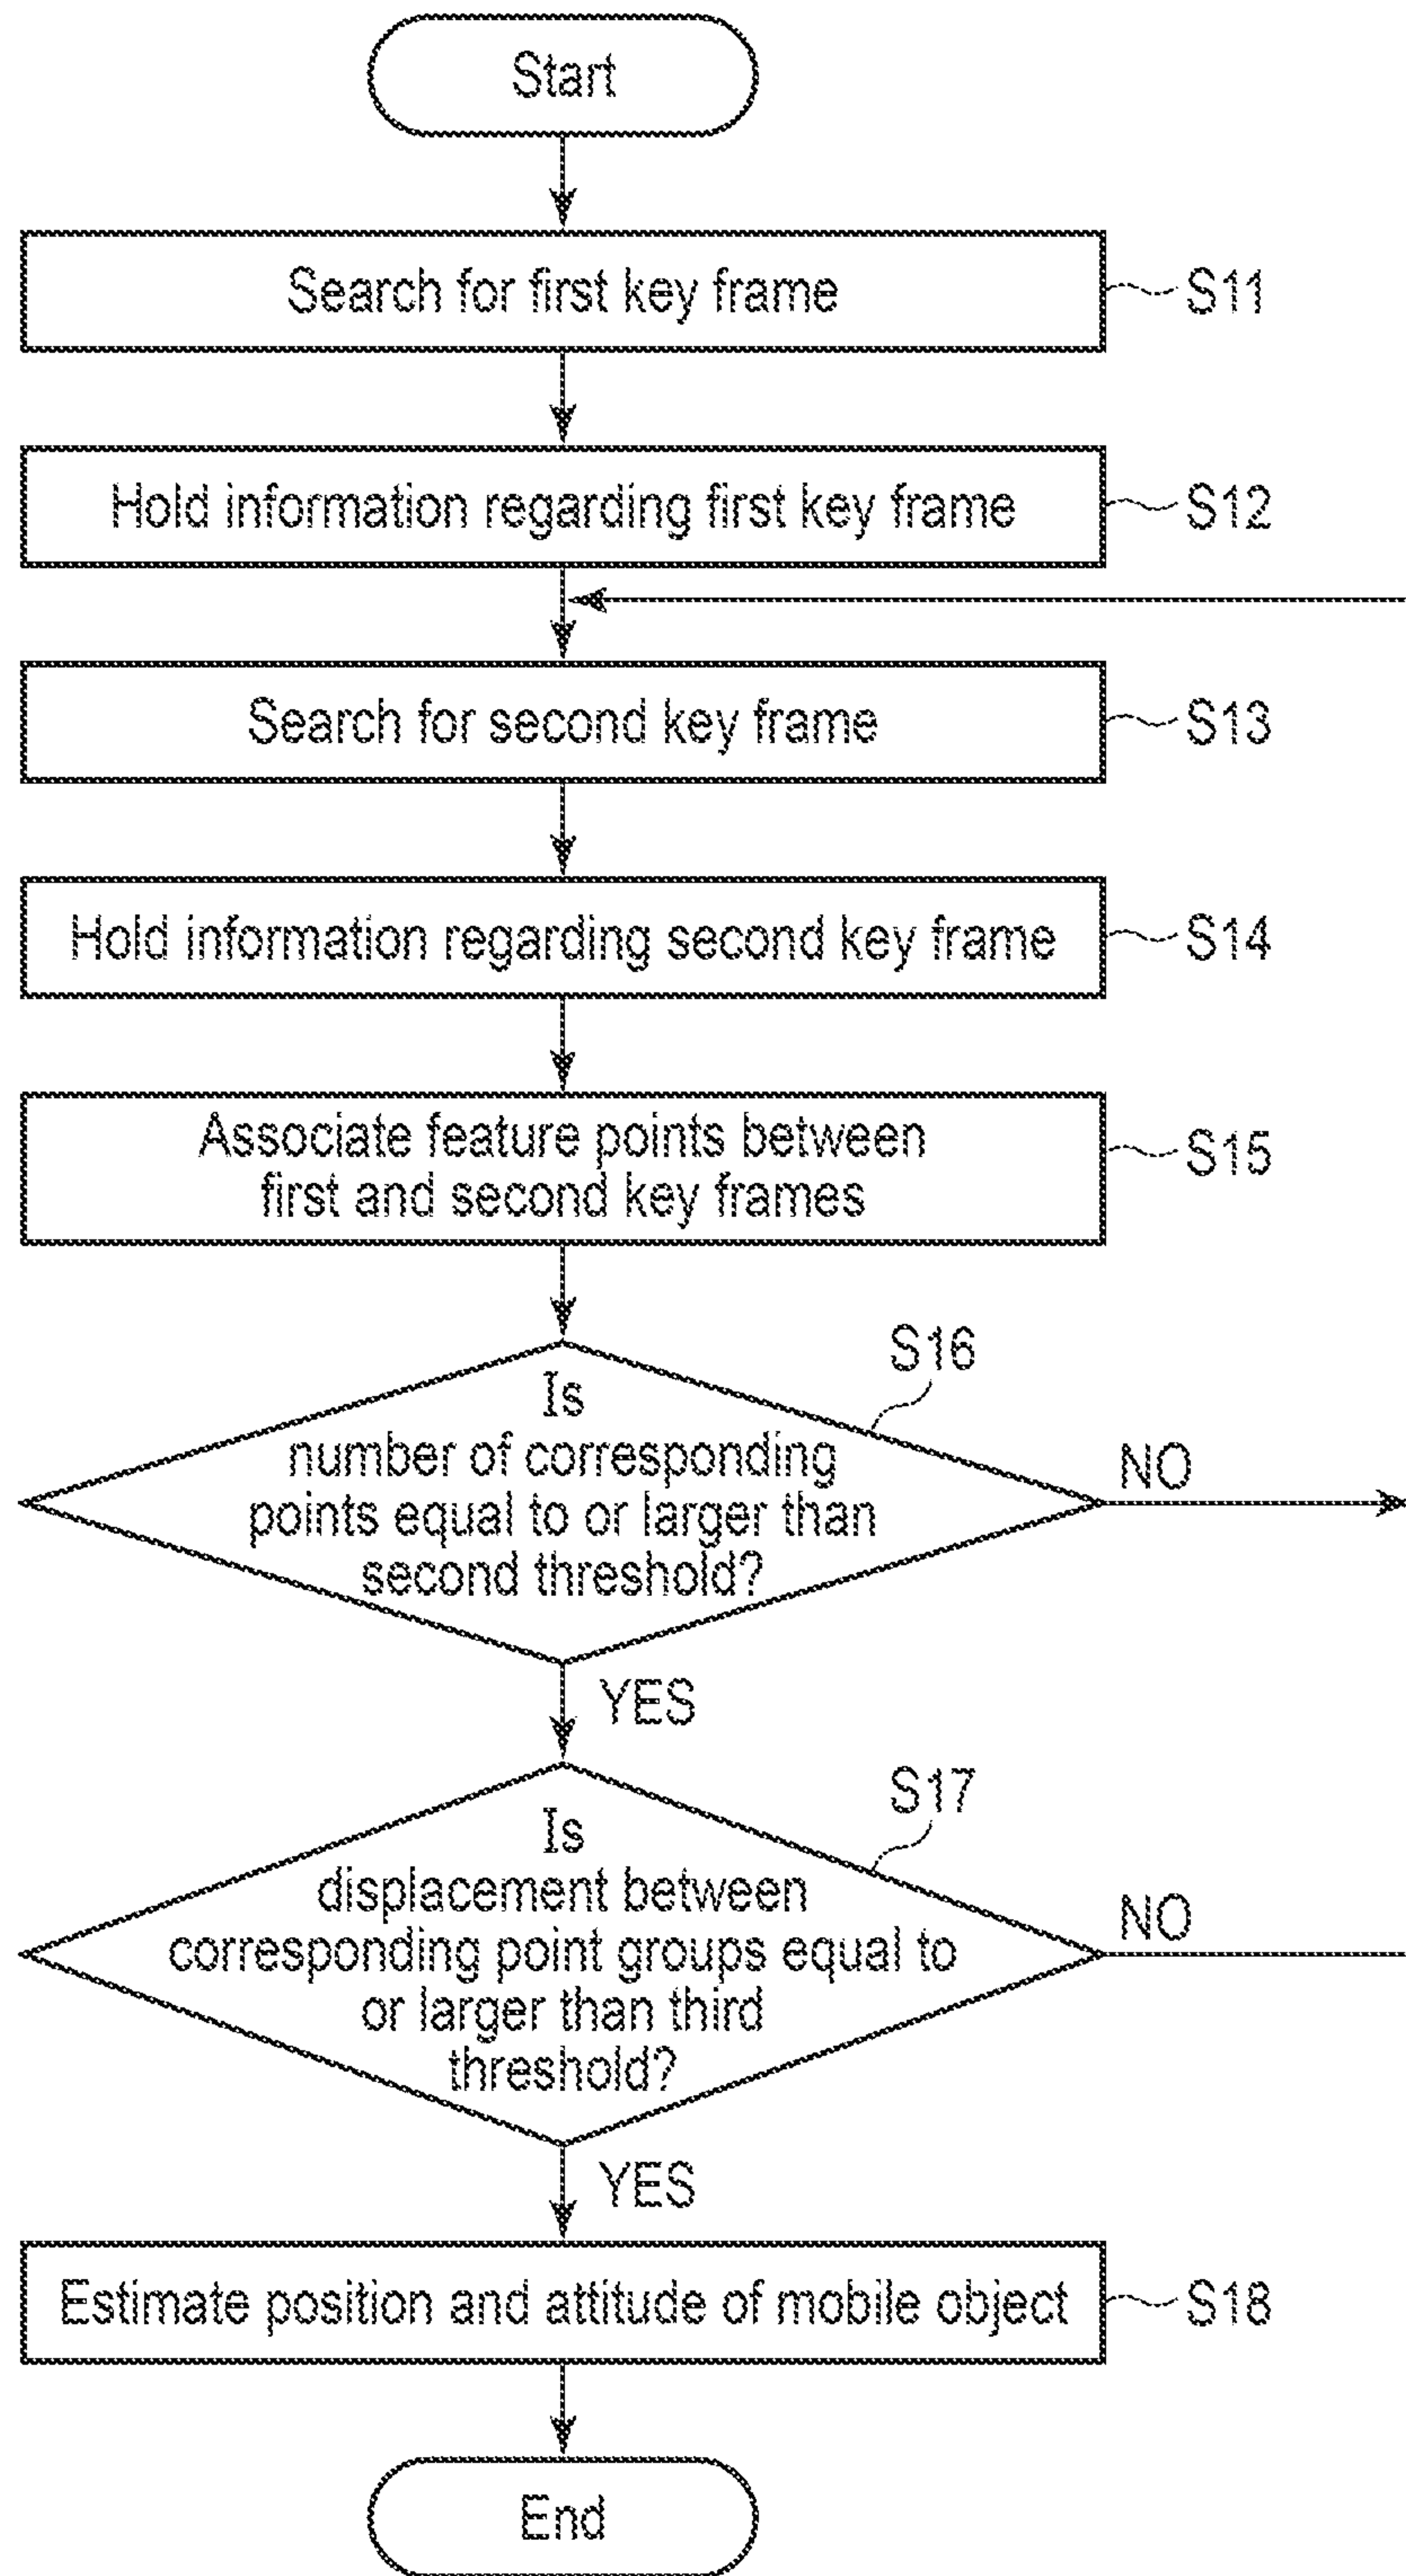 Start
Search for first key frame
S11
Hold information regarding first key frame
S12
Search for second key frame
S13
Hold information regarding second key frame
S14
Associate feature points between
first and second key frames
S15
S16
Is
number of corresponding
points equal to or larger than
second threshold?
NO
YES
S17
Is
displacement between
corresponding point groups equal to
or larger than third
threshold?
NO
YES
Estimate position and attitude of mobile object
S18
End